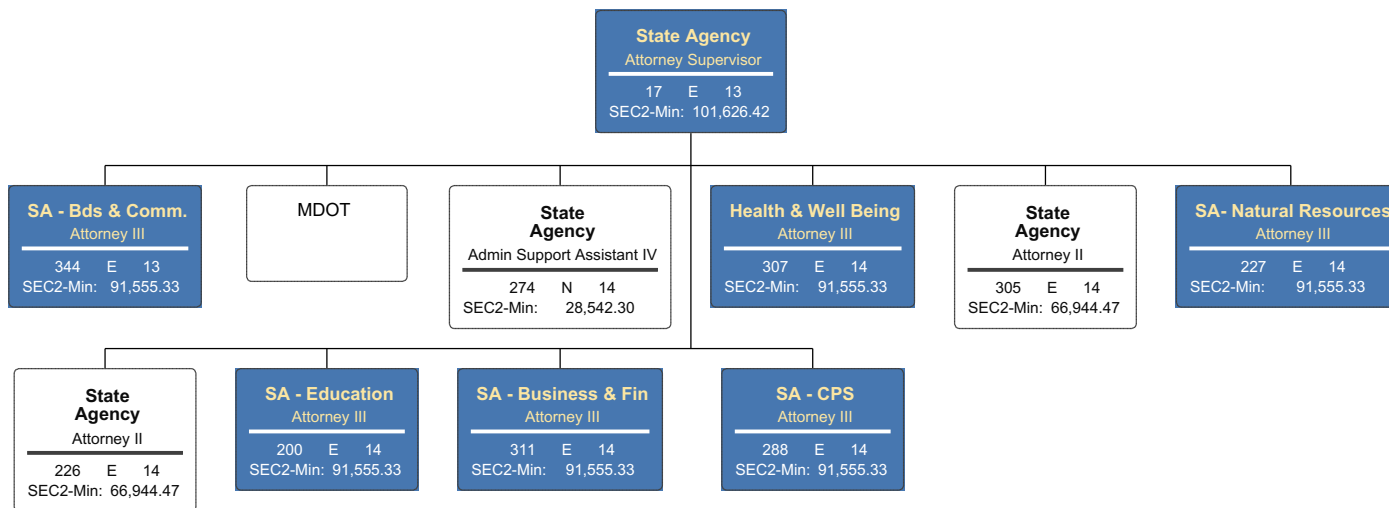 State Agency
Attorney Supervisor
17 E 13
SEC2-Min: 101,626.42
SA - Bds & Comm.
Attorney III
344 E 13
SEC2-Min: 91,555.33
MDOT
State
Agency
Admin Support Assistant IV
274 N 14
SEC2-Min: 28,542.30
Health & Well Being
Attorney III
307 E 14
SEC2-Min: 91,555.33
State
Agency
Attorney II
305 E 14
SEC2-Min: 66,944.47
SA- Natural Resources
Attorney III
227 E 14
SEC2-Min: 91,555.33
State
Agency
Attorney II
226 E 14
SEC2-Min: 66,944.47
SA - Education
Attorney III
200 E 14
SEC2-Min: 91,555.33
SA - Business & Fin
Attorney III
311 E 14
SEC2-Min: 91,555.33
SA - CPS
Attorney III
288 E 14
SEC2-Min: 91,555.33